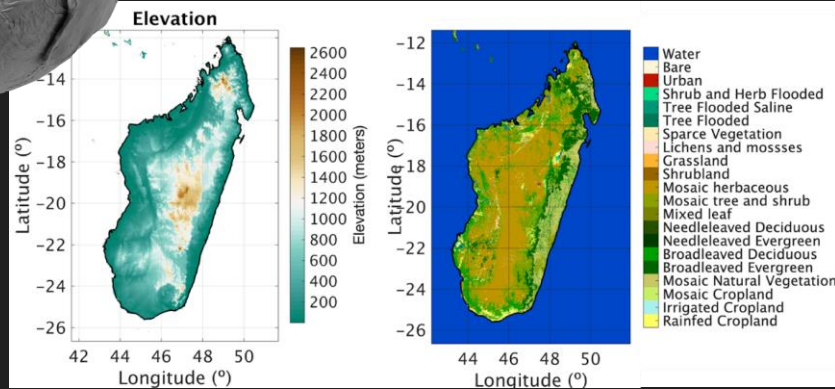 Elevation
-14
-16
-18
-20
-22
-24
-26
42
44
46
48
50
Latitude (º)
Longitude (º)
2600
2400
2200
2000
1800
1600
1400
1200
1000
800
600
400
200
Elevation (meters)
-12
-14
-16
-18
-20
-22
-24
-26
44
46
48
50
Latitude (º)
Longitude (º)
Water
Bare
Urban
Shrub and Herb Flooded
Tree Flooded Saline
Tree Flooded
Sparce Vegetation
Lichens and mossses
Grassland
Shrubland
Mosaic herbaceous
Mosaic tree and shrub
Mixed leaf
Needleleaved Deciduous
Needleleaved Evergreen
Broadleaved Deciduous
Broadleaved Evergreen
Mosaic Natural Vegetation
Mosaic Cropland
Irrigated Cropland
Rainfed Cropland